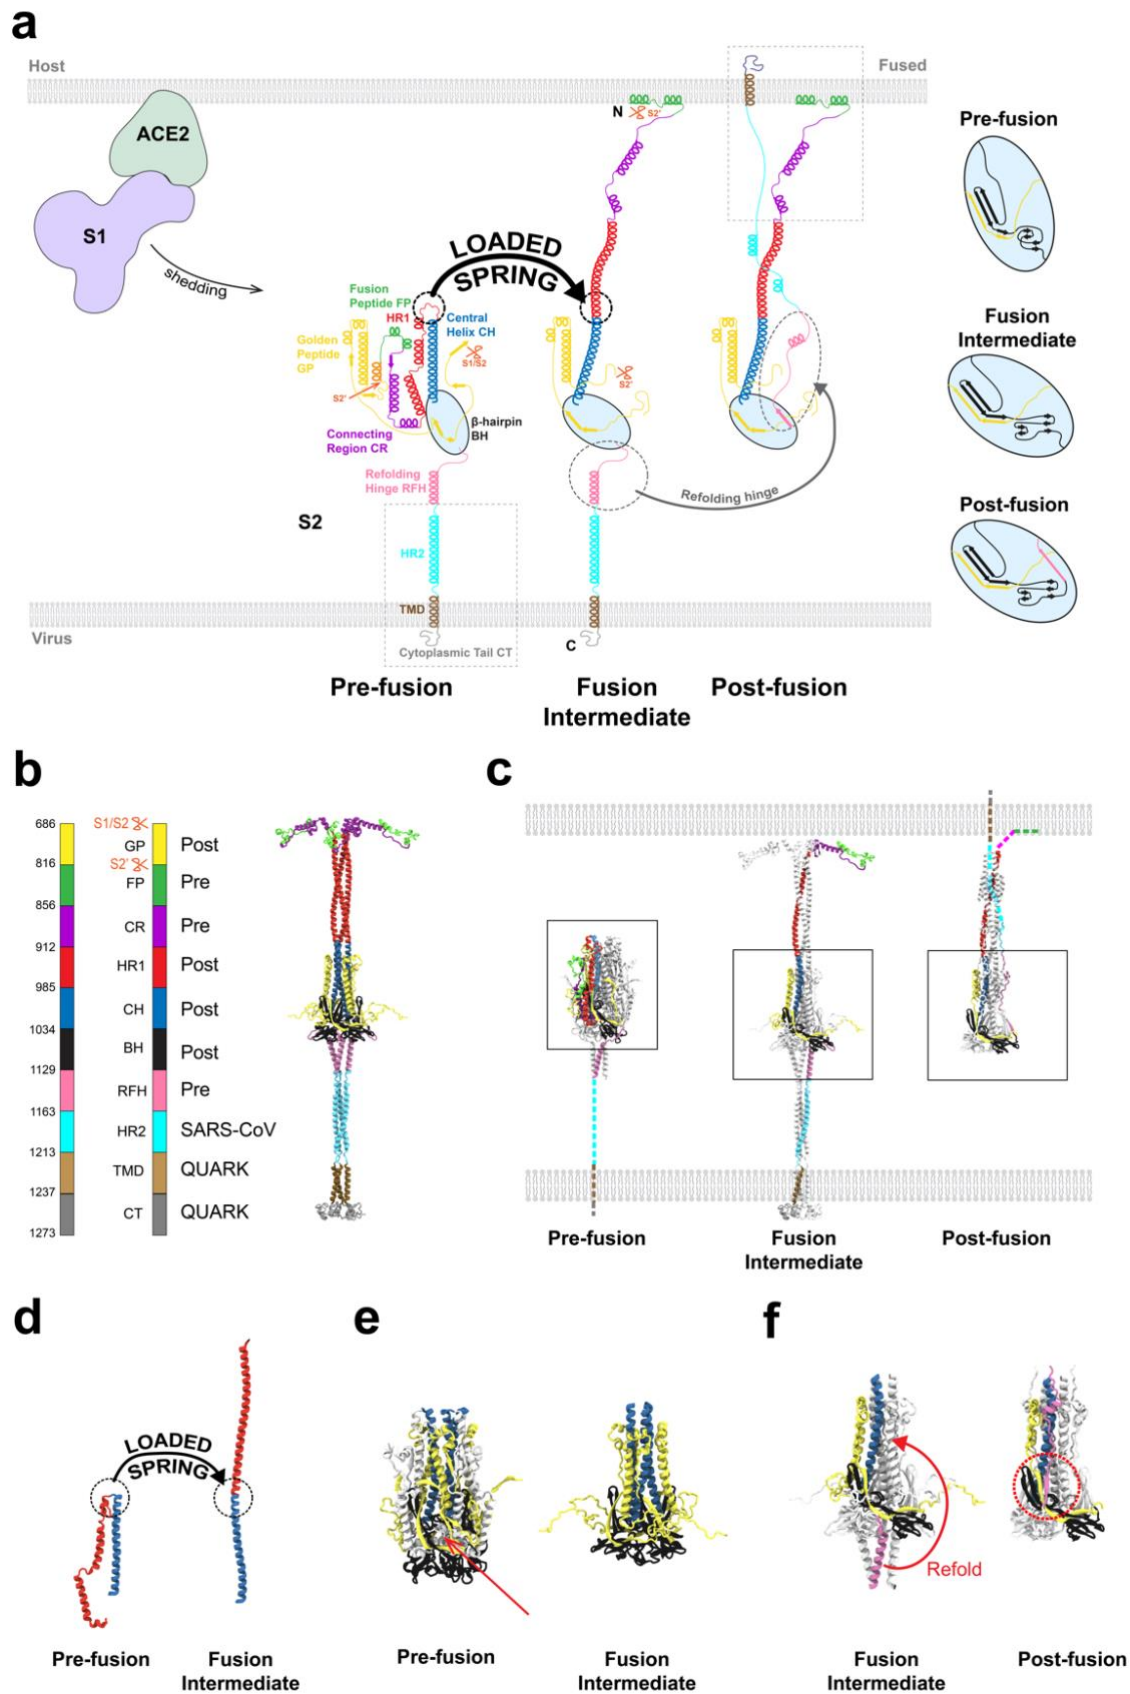 a
Host
Fused
ACE2
S1
shedding
LOADED
SPRING
N
S2'
Fusion
Peptide FP
HR1
Central
Helix CH
Golden
Peptide
GP
S1/S2
S2'
S2'
β-hairpin
BH
Connecting
Region CR
Refolding
Hinge RFH
Refolding hinge
S2
HR2
TMD
Virus
Cytoplasmic Tail CT
C
Pre-fusion
Fusion
Intermediate
Post-fusion
Pre-fusion
Fusion
Intermediate
Post-fusion
b
686
S1/S2
GP
Post
816
S2'
FP
Pre
856
CR
Pre
912
HR1
Post
985
CH
Post
1034
BH
Post
1129
RFH
Pre
1163
HR2
SARS-CoV
1213
TMD
QUARK
1237
CT
QUARK
1273
c
Pre-fusion
Fusion
Intermediate
Post-fusion
d
LOADED
SPRING
Pre-fusion
Fusion
Intermediate
e
Pre-fusion
Fusion
Intermediate
f
Refold
Fusion
Intermediate
Post-fusion